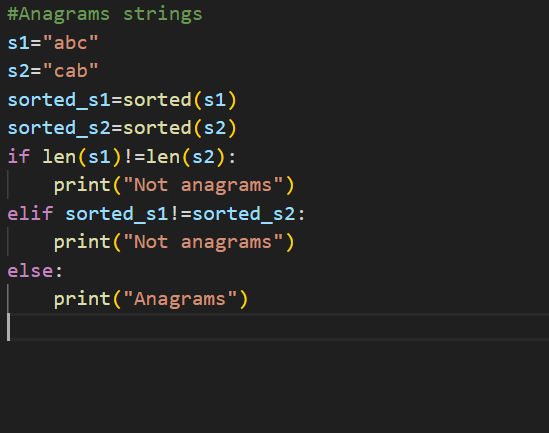 #Anagrams strings
s1="abc"
s2="cab"
sorted_s1=sorted(s1)
sorted_s2=sorted(s2)
if len(s1)!=len(s2):
    print("Not anagrams")
elif sorted_s1!=sorted_s2:
    print("Not anagrams")
else:
    print("Anagrams")